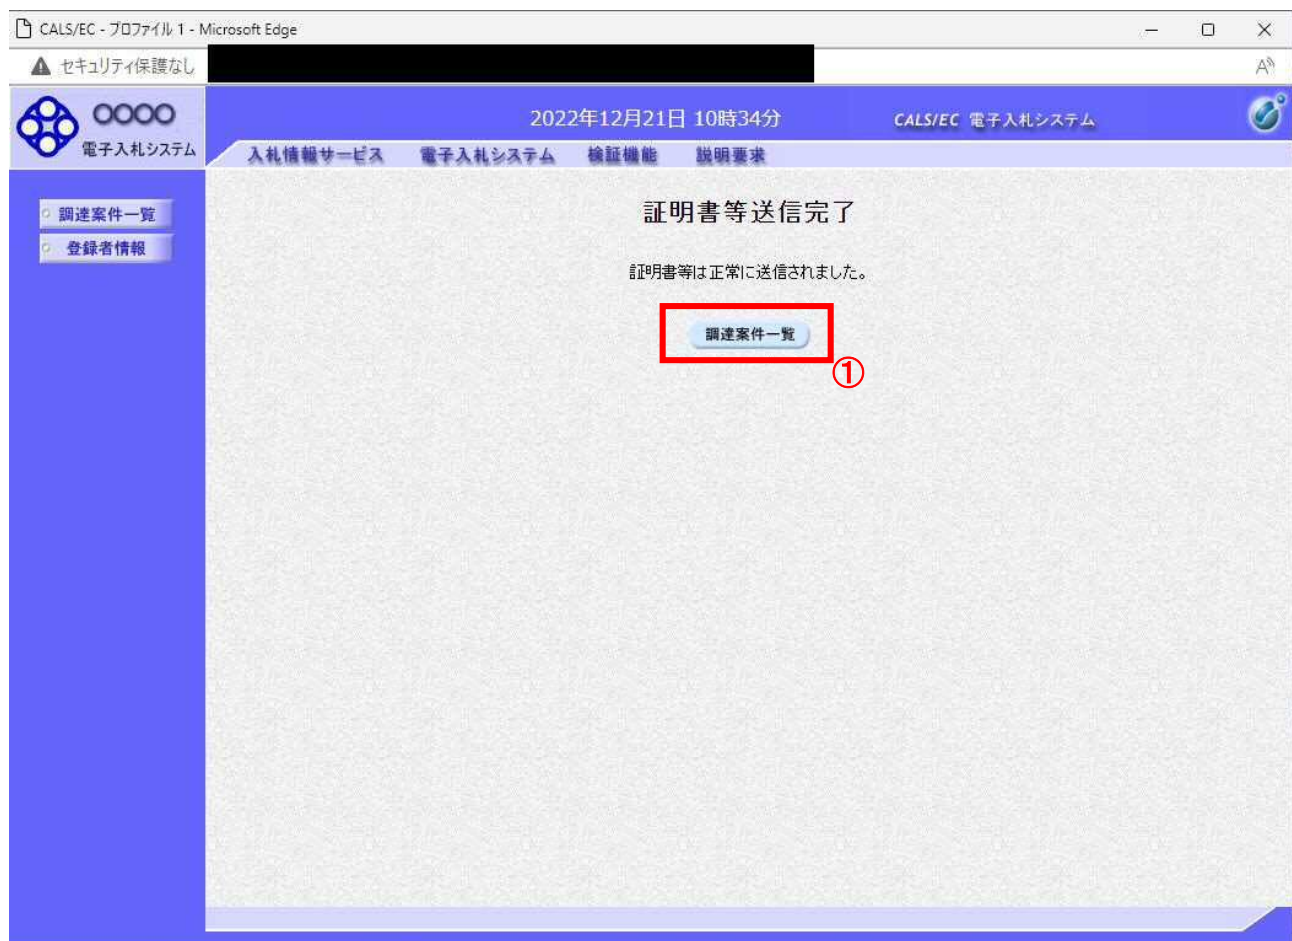 CALS/EC - プロファイル 1 - Microsoft Edge
セキュリティ保護なし
OOOO
電子入札システム
2022年12月21日 10時34分
CALS/EC 電子入札システム
入札情報サービス 電子入札システム 検証機能 説明要求
調達案件一覧
登録者情報
証明書等送信完了
証明書等は正常に送信されました。
調達案件一覧
①